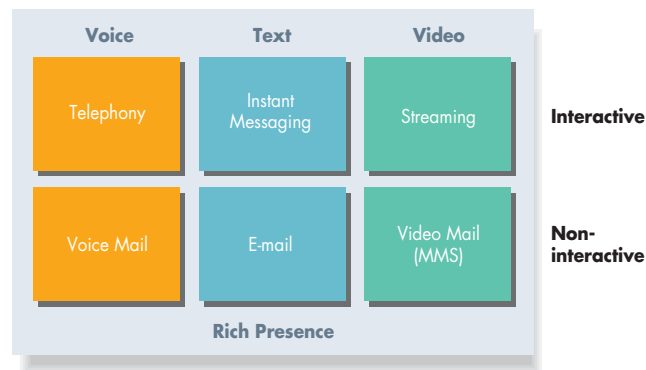 Voice
Text
Video
Telephony
Instant
Messaging
Streaming
Interactive
Voice Mail
E-mail
Video Mail
(MMS)
Non-
interactive
Rich Presence